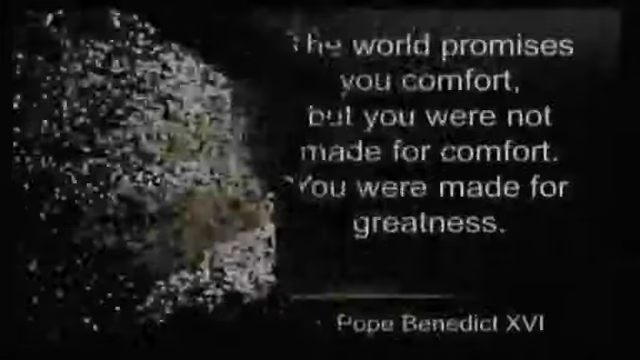 The world promises
you comfort,
but you were not
made for comfort.
You were made for
greatness.
Pope Benedict XVI